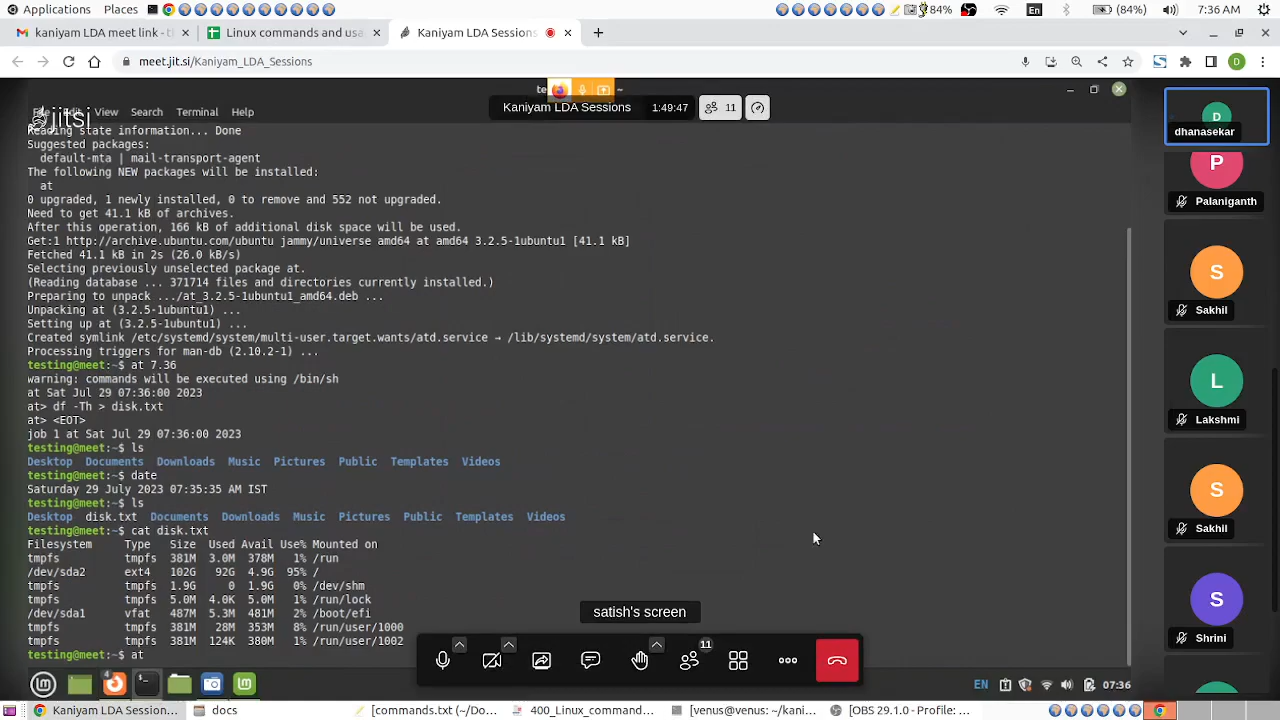 Applications Places 84% En (84%) 7:36 AM
kaniyam LDA meet link - t
Linux commands and usa
Kaniyam LDA Sessions
meet.jit.si/Kaniyam_LDA_Sessions
D
te ~
Kaniyam LDA Sessions 1:49:47 11
View Search Terminal Help
jitsi
Reading state information... Done
Suggested packages:
default-mta | mail-transport-agent
The following NEW packages will be installed:
at
0 upgraded, 1 newly installed, 0 to remove and 552 not upgraded.
Need to get 41.1 kB of archives.
After this operation, 166 kB of additional disk space will be used.
Get:1 http://archive.ubuntu.com/ubuntu jammy/universe amd64 at amd64 3.2.5-1ubuntu1 [41.1 kB]
Fetched 41.1 kB in 2s (26.0 kB/s)
Selecting previously unselected package at.
(Reading database ... 371714 files and directories currently installed.)
Preparing to unpack .../at_3.2.5-1ubuntu1_amd64.deb ...
Unpacking at (3.2.5-1ubuntu1) ...
Setting up at (3.2.5-1ubuntu1) ...
Created symlink /etc/systemd/system/multi-user.target.wants/atd.service → /lib/systemd/system/atd.service.
Processing triggers for man-db (2.10.2-1) ...
testing@meet:~$ at 7.36
warning: commands will be executed using /bin/sh
at Sat Jul 29 07:36:00 2023
at> df -Th > disk.txt
at> <EOT>
job 1 at Sat Jul 29 07:36:00 2023
testing@meet:~$ ls
Desktop Documents Downloads Music Pictures Public Templates Videos
testing@meet:~$ date
Saturday 29 July 2023 07:35:35 AM IST
testing@meet:~$ ls
Desktop disk.txt Documents Downloads Music Pictures Public Templates Videos
testing@meet:~$ cat disk.txt
Filesystem Type Size Used Avail Use% Mounted on
tmpfs tmpfs 381M 3.0M 378M 1% /run
/dev/sda2 ext4 102G 92G 4.9G 95% /
tmpfs tmpfs 1.9G 0 1.9G 0% /dev/shm
tmpfs tmpfs 5.0M 4.0K 5.0M 1% /run/lock
/dev/sda1 vfat 487M 5.3M 481M 2% /boot/efi
tmpfs tmpfs 381M 28M 353M 8% /run/user/1000
tmpfs tmpfs 381M 124K 380M 1% /run/user/1002
testing@meet:~$ at
satish's screen
11
D
dhanasekar
P
Palaniganth
S
Sakhil
L
Lakshmi
S
Sakhil
S
Shrini
4
EN 07:36
Kaniyam LDA Sessions
docs
[commands.txt (~/Do...
400_Linux_command...
[venus@venus: ~/kani...
[OBS 29.1.0 - Profile: ...